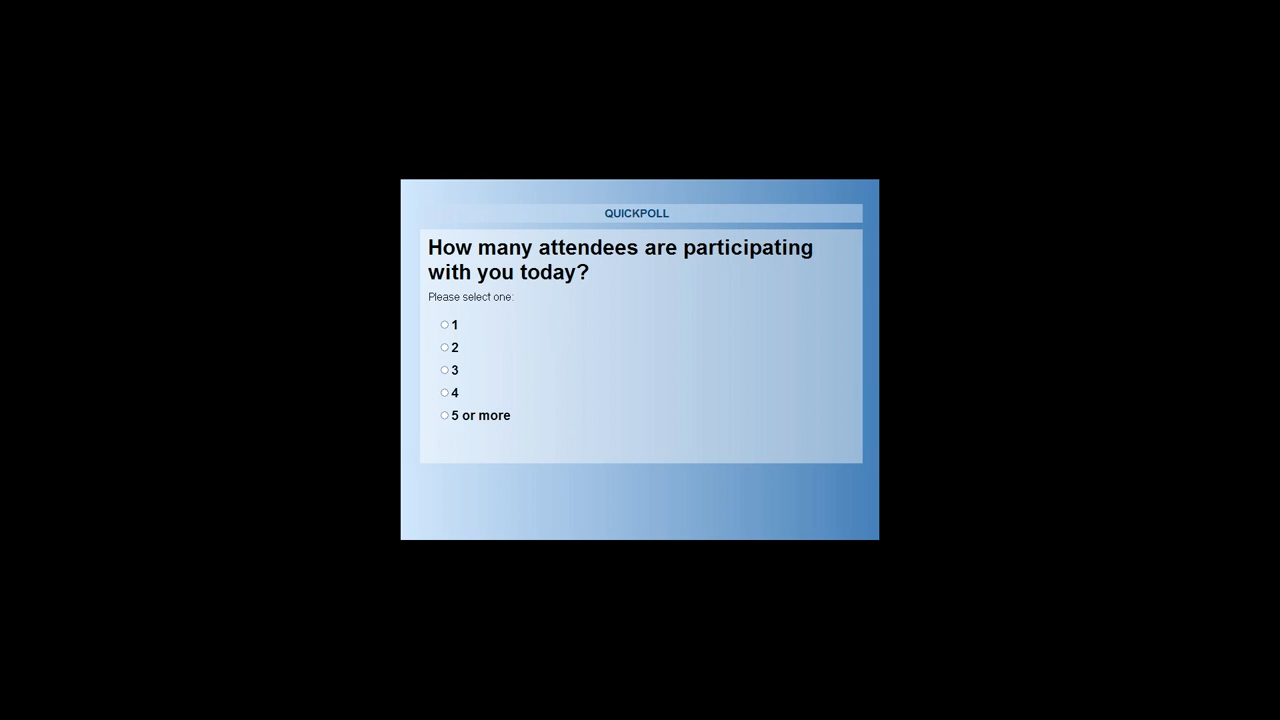 QUICKPOLL
How many attendees are participating
with you today?
Please select one:
1
2
3
4
5 or more